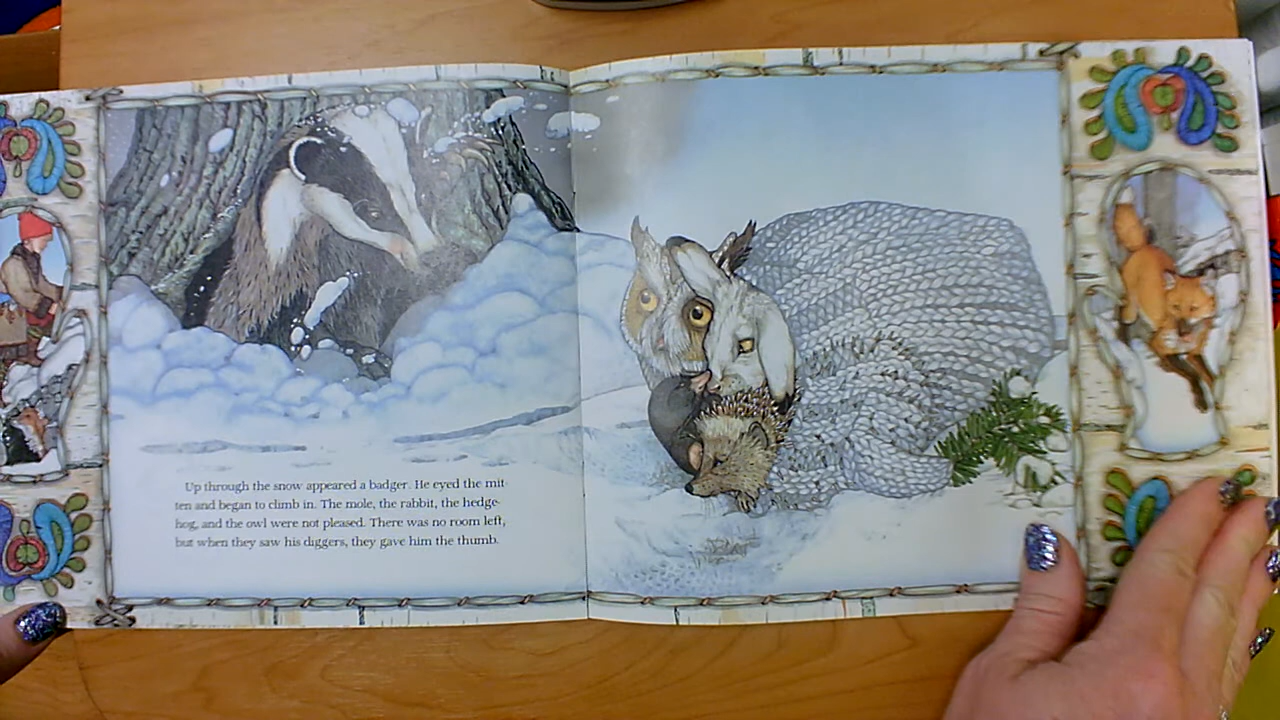 Up through the snow appeared a badger. He eyed the mit-
ten and began to climb in. The mole, the rabbit, the hedge-
hog, and the owl were not pleased. There was no room left,
but when they saw his diggers, they gave him the thumb.